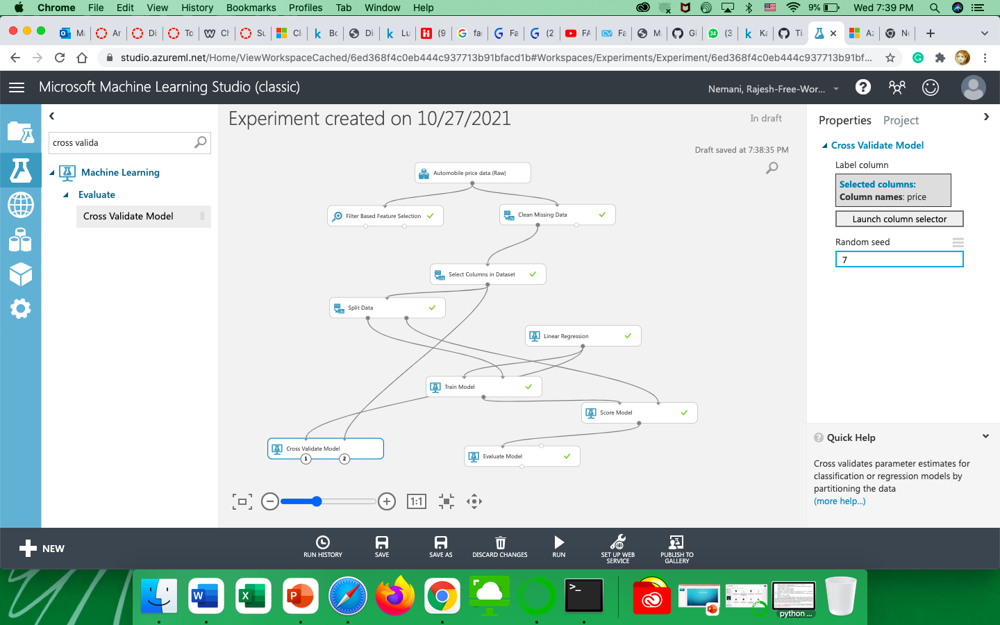 Chrome File Edit View History Bookmarks Profiles Tab Window Help 9% Wed 7:39 PM
Ma Ar Di To Ch Su Cl Bo Di Lu (9 fac Fa (2 FA Fa Ma Gi (3 Ka Tia Az Ne
studio.azureml.net/Home/ViewWorkspaceCached/6ed368f4c0eb444c937713b91bfacd1b#Workspaces/Experiments/Experiment/6ed368f4c0eb444c937713b91bf...
Microsoft Machine Learning Studio (classic)
Nemani, Rajesh-Free-Wor...
cross valida
Machine Learning
Evaluate
Cross Validate Model
Experiment created on 10/27/2021
In draft
Draft saved at 7:38:35 PM
Automobile price data (Raw)
Filter Based Feature Selection
Clean Missing Data
Select Columns in Dataset
Split Data
Linear Regression
Train Model
Score Model
Cross Validate Model
1 2
Evaluate Model
1:1
Properties Project
Cross Validate Model
Label column
Selected columns:
Column names: price
Launch column selector
Random seed
7
Quick Help
Cross validates parameter estimates for
classification or regression models by
partitioning the data
(more help...)
NEW
RUN HISTORY
SAVE
SAVE AS
DISCARD CHANGES
RUN
SET UP WEB
SERVICE
PUBLISH TO
GALLERY
python ...